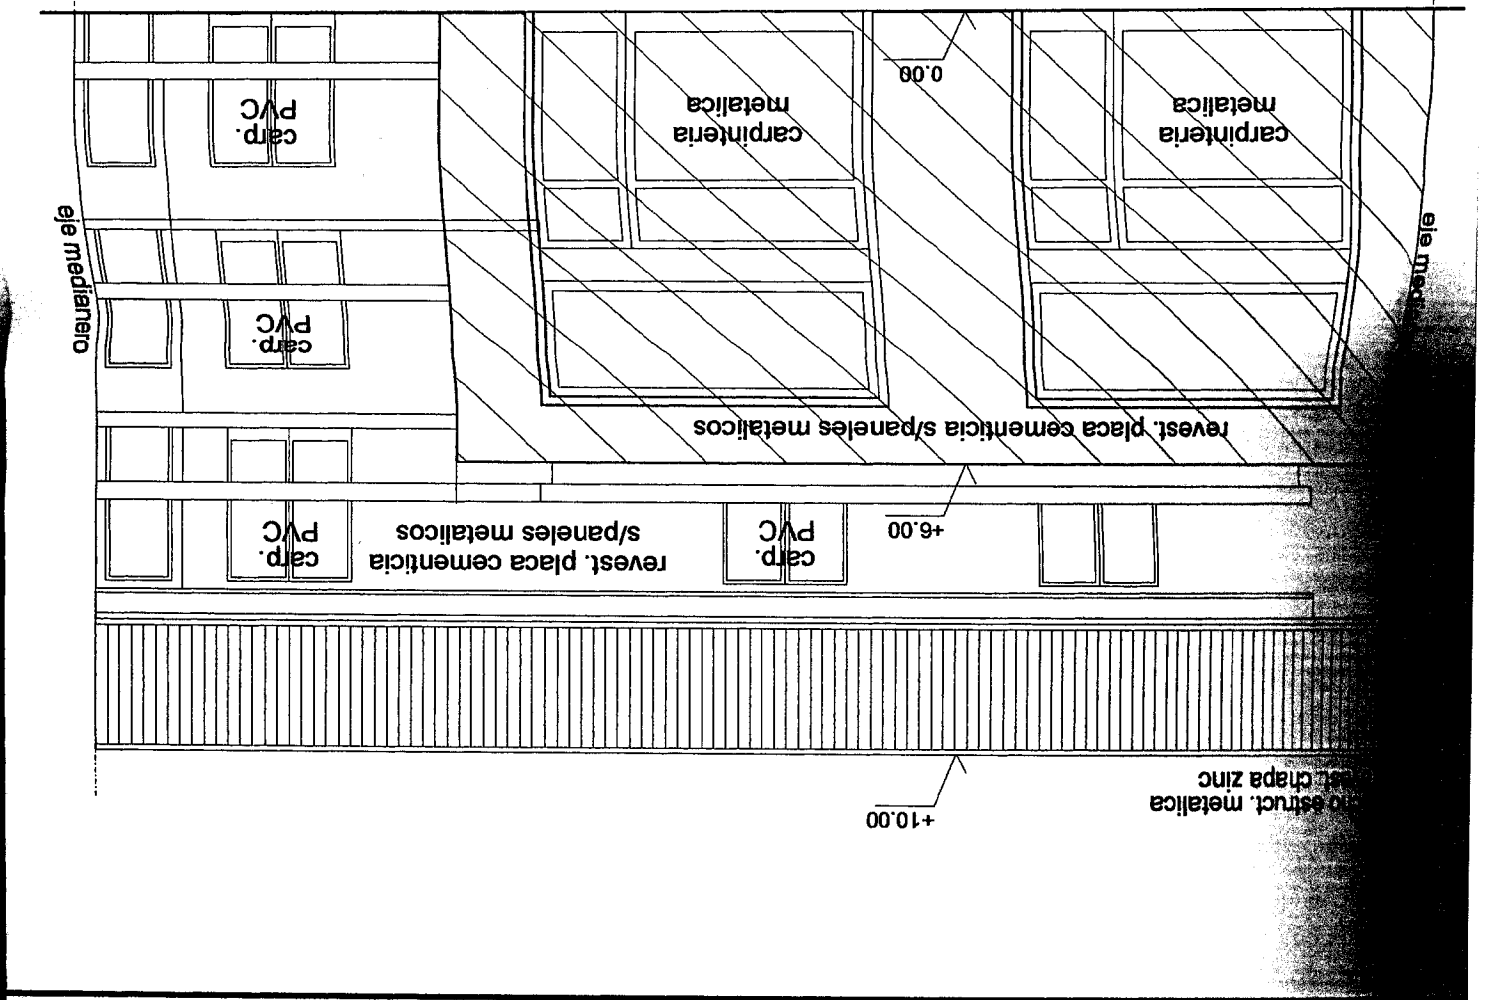 estruct. metalica
chapa zinc
+10.00
carp.
PVC
revest. placa cementicia
s/paneles metalicos
carp.
PVC
+6.00
revest. placa cementicia s/paneles metalicos
carp.
PVC
eje medianero
eje
carpinteria
metalica
carpinteria
metalica
carp.
PVC
0.00